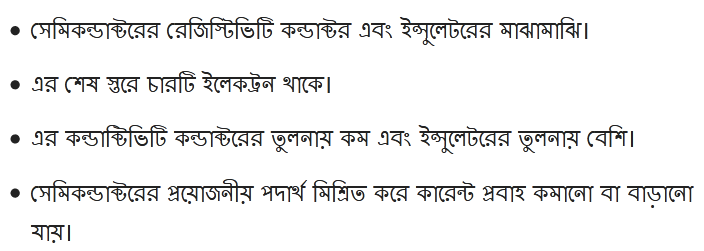 • সেমিকন্ডাক্টরের রেজিস্টিভিটি কন্ডাক্টর এবং ইন্সুলেটরের মাঝামাঝি।
• এর শেষ স্তরে চারটি ইলেকট্রন থাকে।
• এর কন্ডাক্টিভিটি কন্ডাক্টরের তুলনায় কম এবং ইন্সুলেটরের তুলনায় বেশি।
• সেমিকন্ডাক্টরের প্রয়োজনীয় পদার্থ মিশ্রিত করে কারেন্ট প্রবাহ কমানো বা বাড়ানো
যায়।